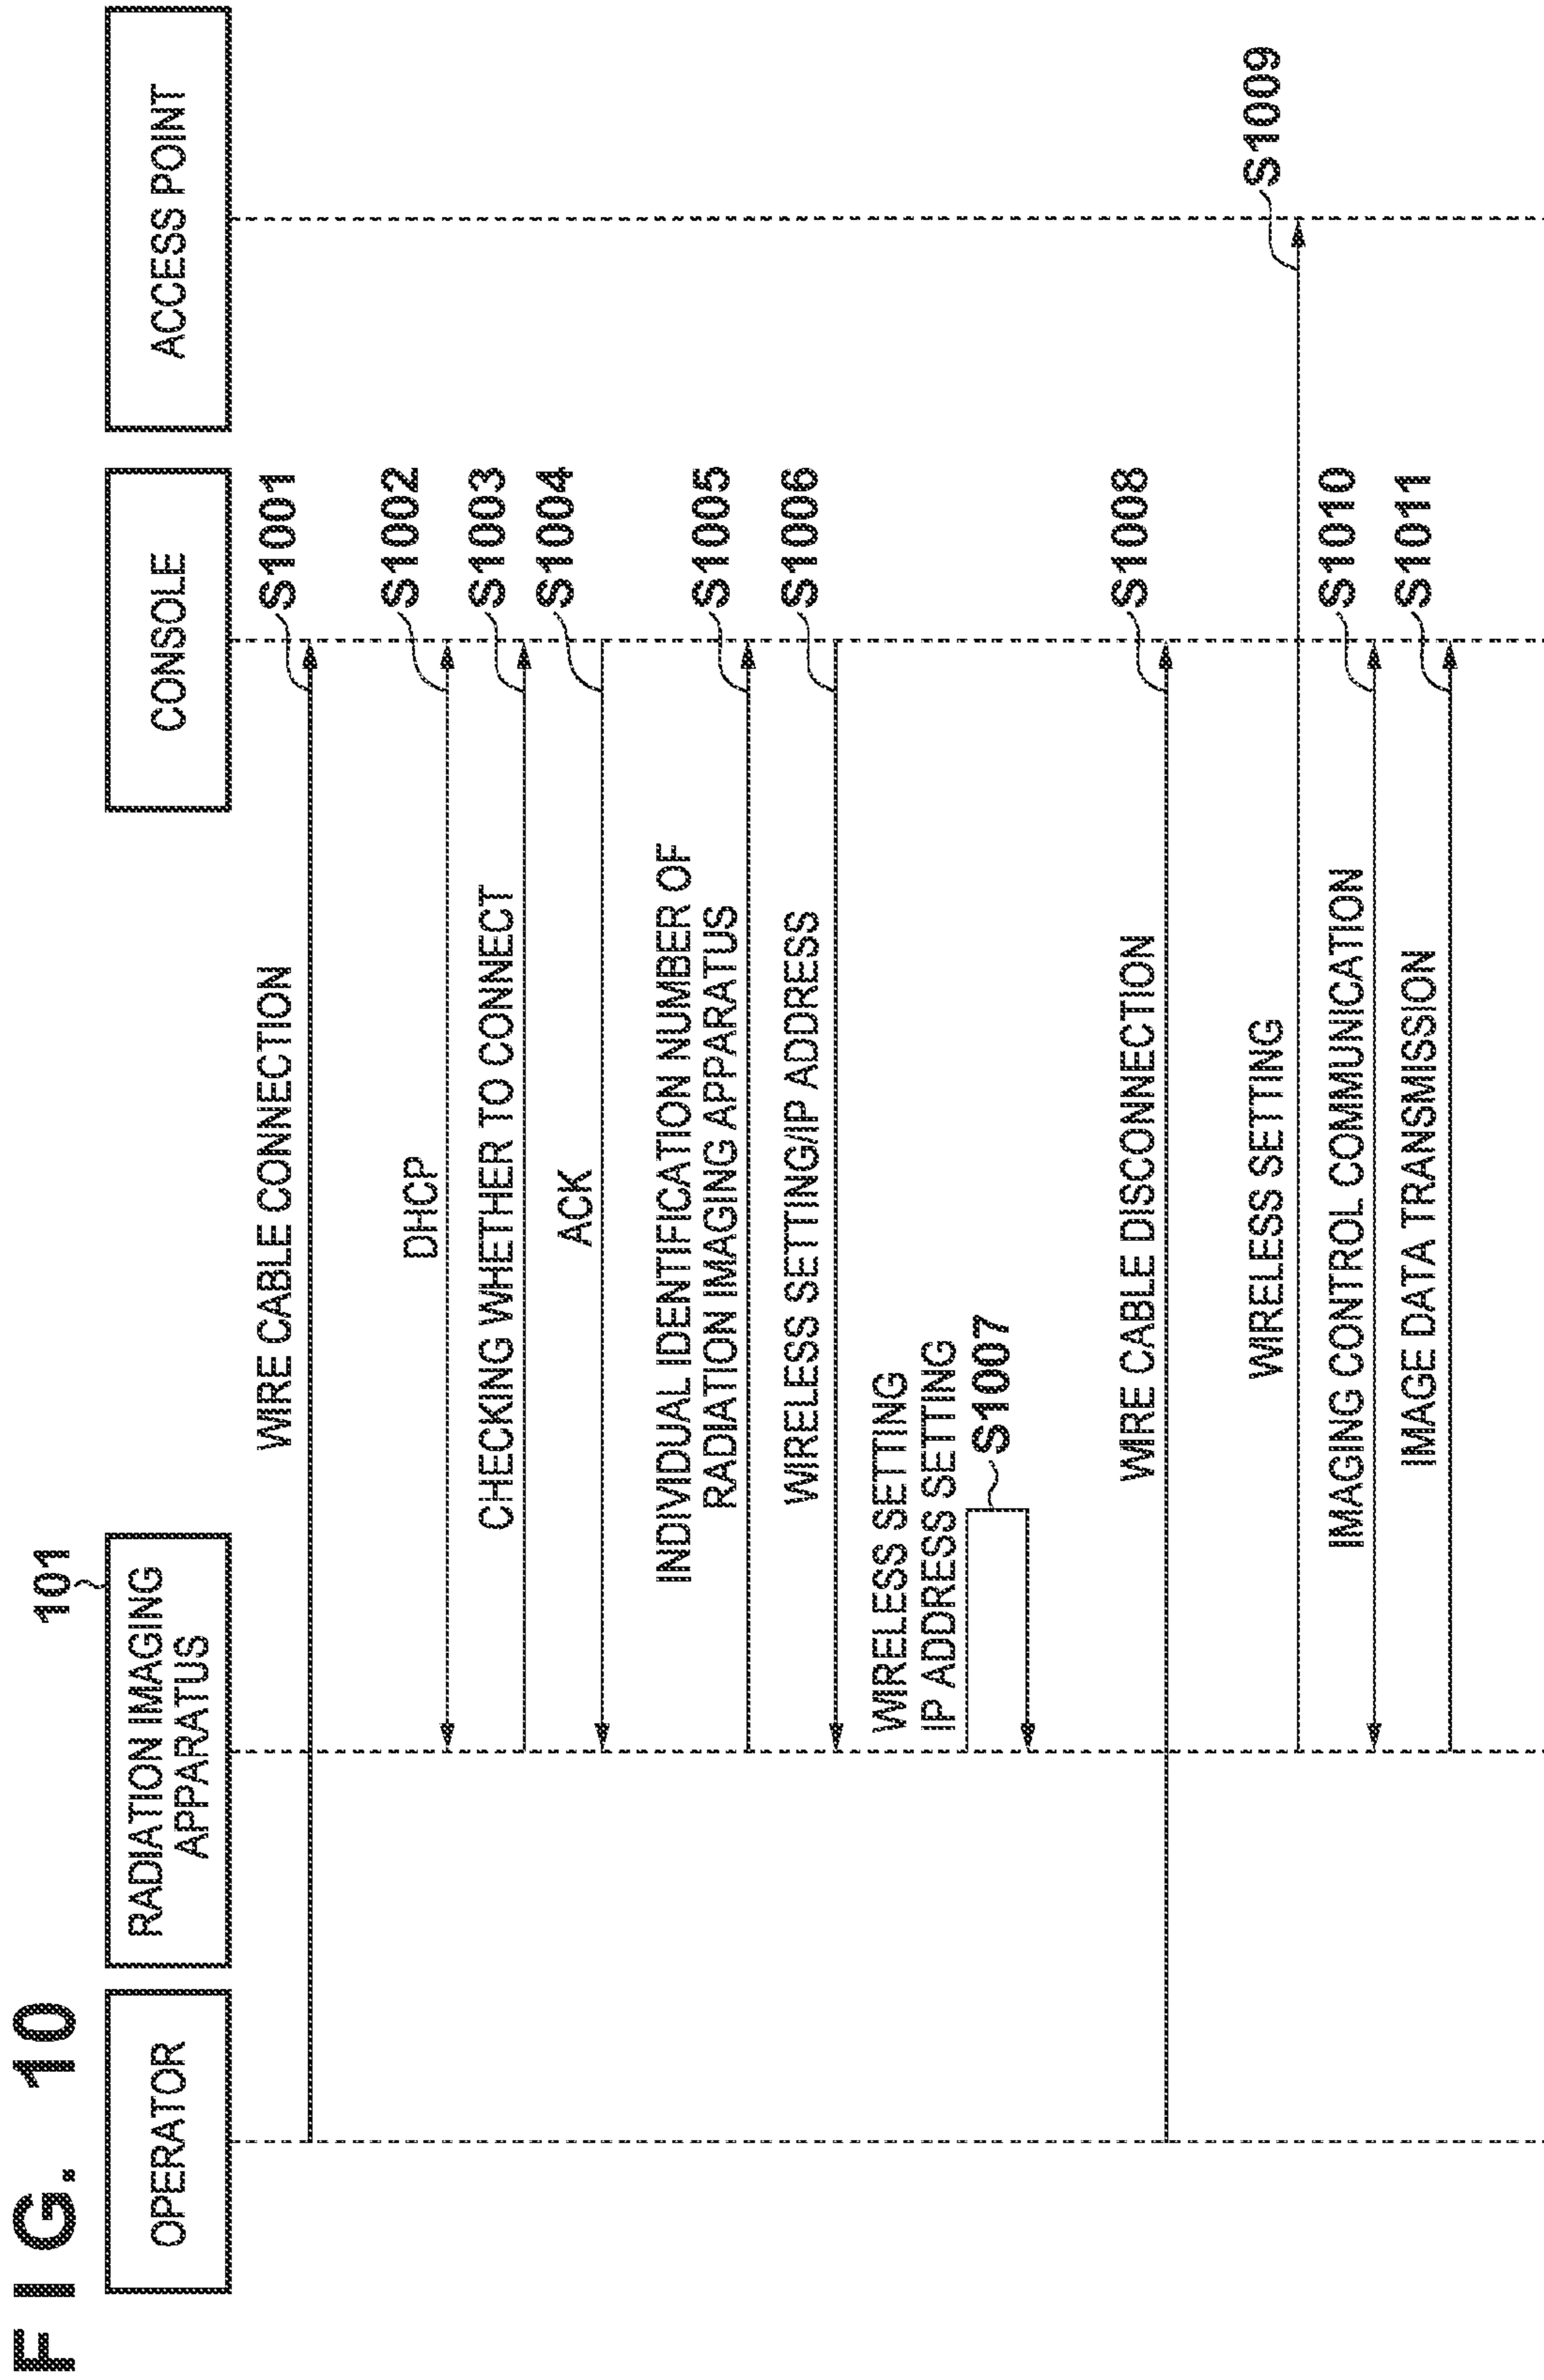 FIG. 10
101
OPERATOR
RADIATION IMAGING
APPARATUS
CONSOLE
ACCESS POINT
WIRE CABLE CONNECTION
S1001
DHCP
S1002
CHECKING WHETHER TO CONNECT
S1003
ACK
S1004
INDIVIDUAL IDENTIFICATION NUMBER OF
RADIATION IMAGING APPARATUS
S1005
WIRELESS SETTING/IP ADDRESS
S1006
WIRELESS SETTING
IP ADDRESS SETTING
S1007
WIRE CABLE DISCONNECTION
S1008
WIRELESS SETTING
S1009
IMAGING CONTROL COMMUNICATION
S1010
IMAGE DATA TRANSMISSION
S1011